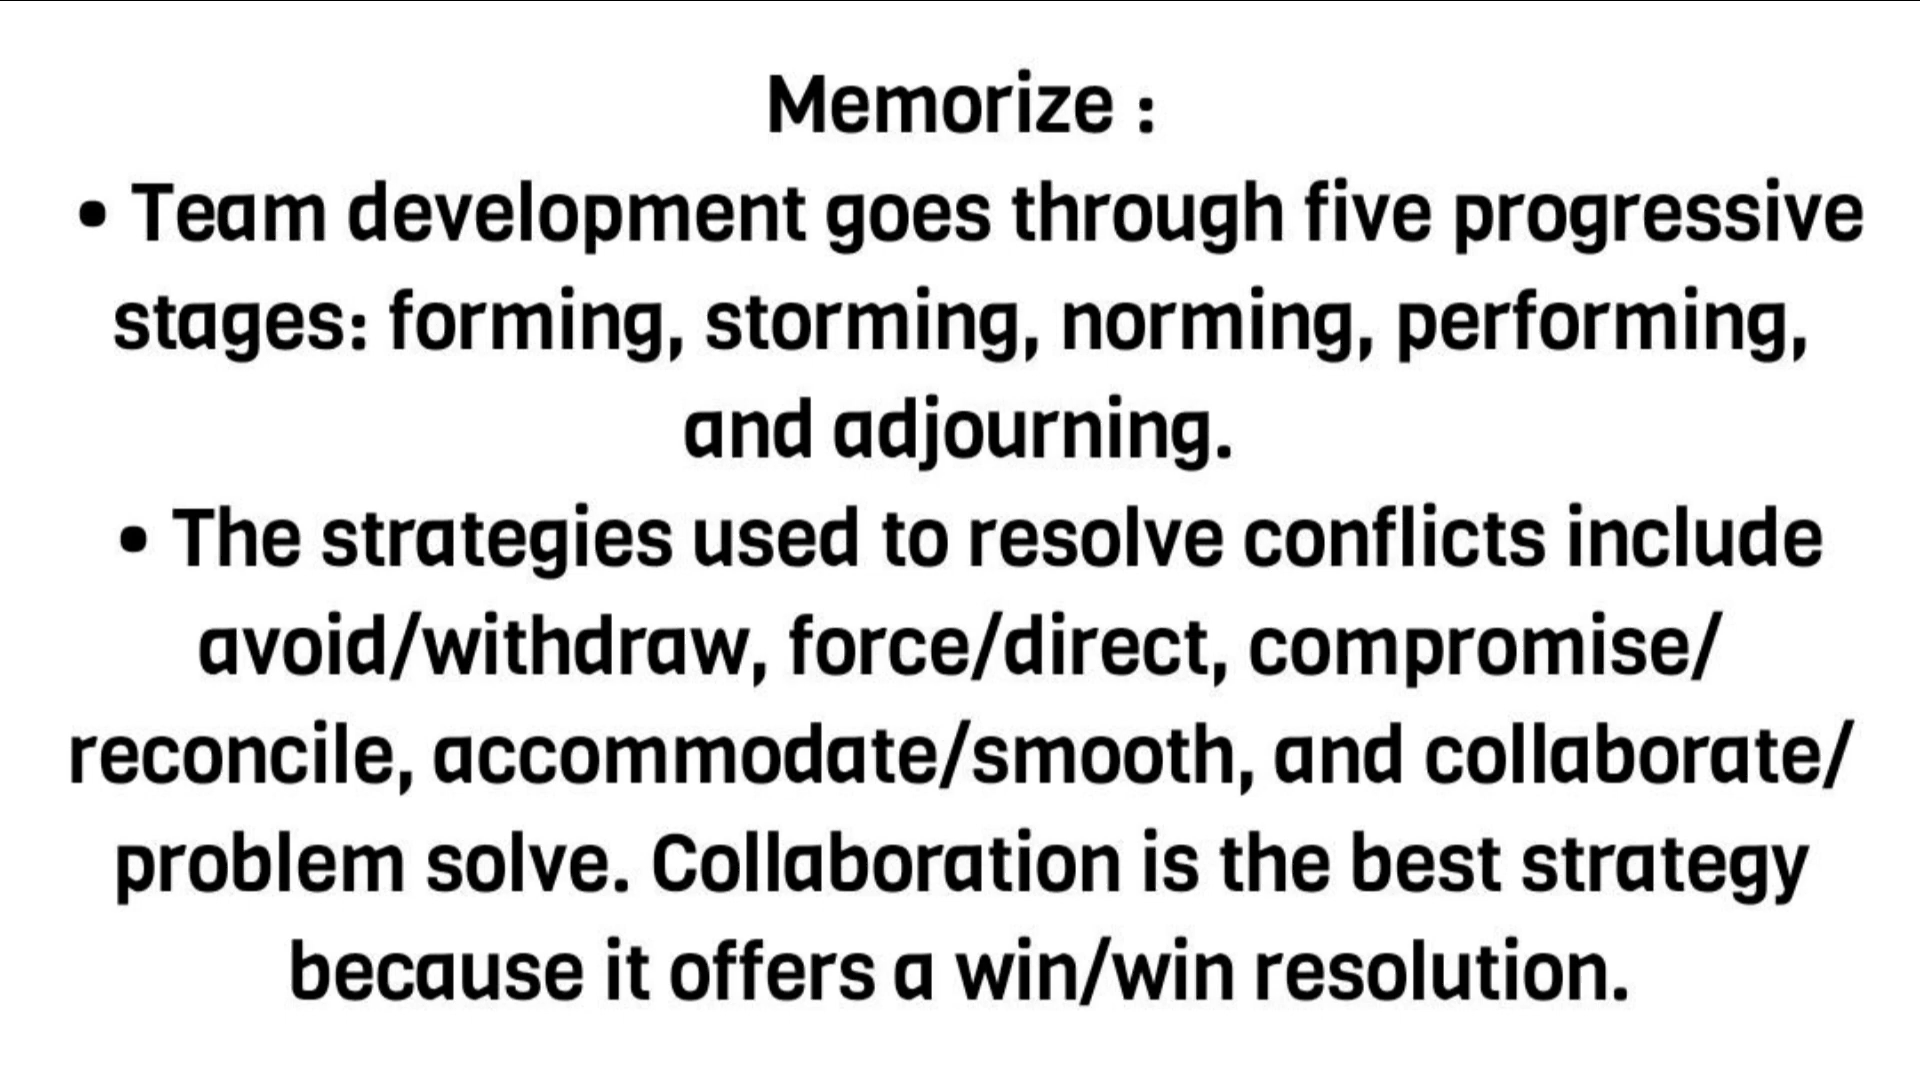 Memorize :
• Team development goes through five progressive
stages: forming, storming, norming, performing,
and adjourning.
• The strategies used to resolve conflicts include
avoid/withdraw, force/direct, compromise/
reconcile, accommodate/smooth, and collaborate/
problem solve. Collaboration is the best strategy
because it offers a win/win resolution.